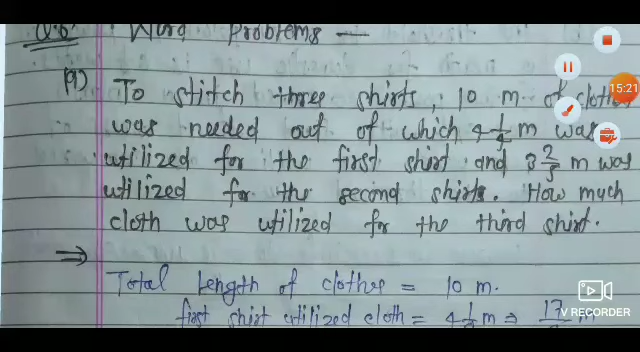 Q.6. Word Problems —
(A) To stitch three shirts, 10 m. of clothes
was needed out of which 4 1/4 m was
utilized for the first shirt and 3 2/5 m was
utilized for the second shirts. How much
cloth was utilized for the third shirt.
⇒
Total Length of clothes = 10 m.
first shirt utilized cloth = 4 1/4 m ⇒ 17/4 m
15:21
V RECORDER